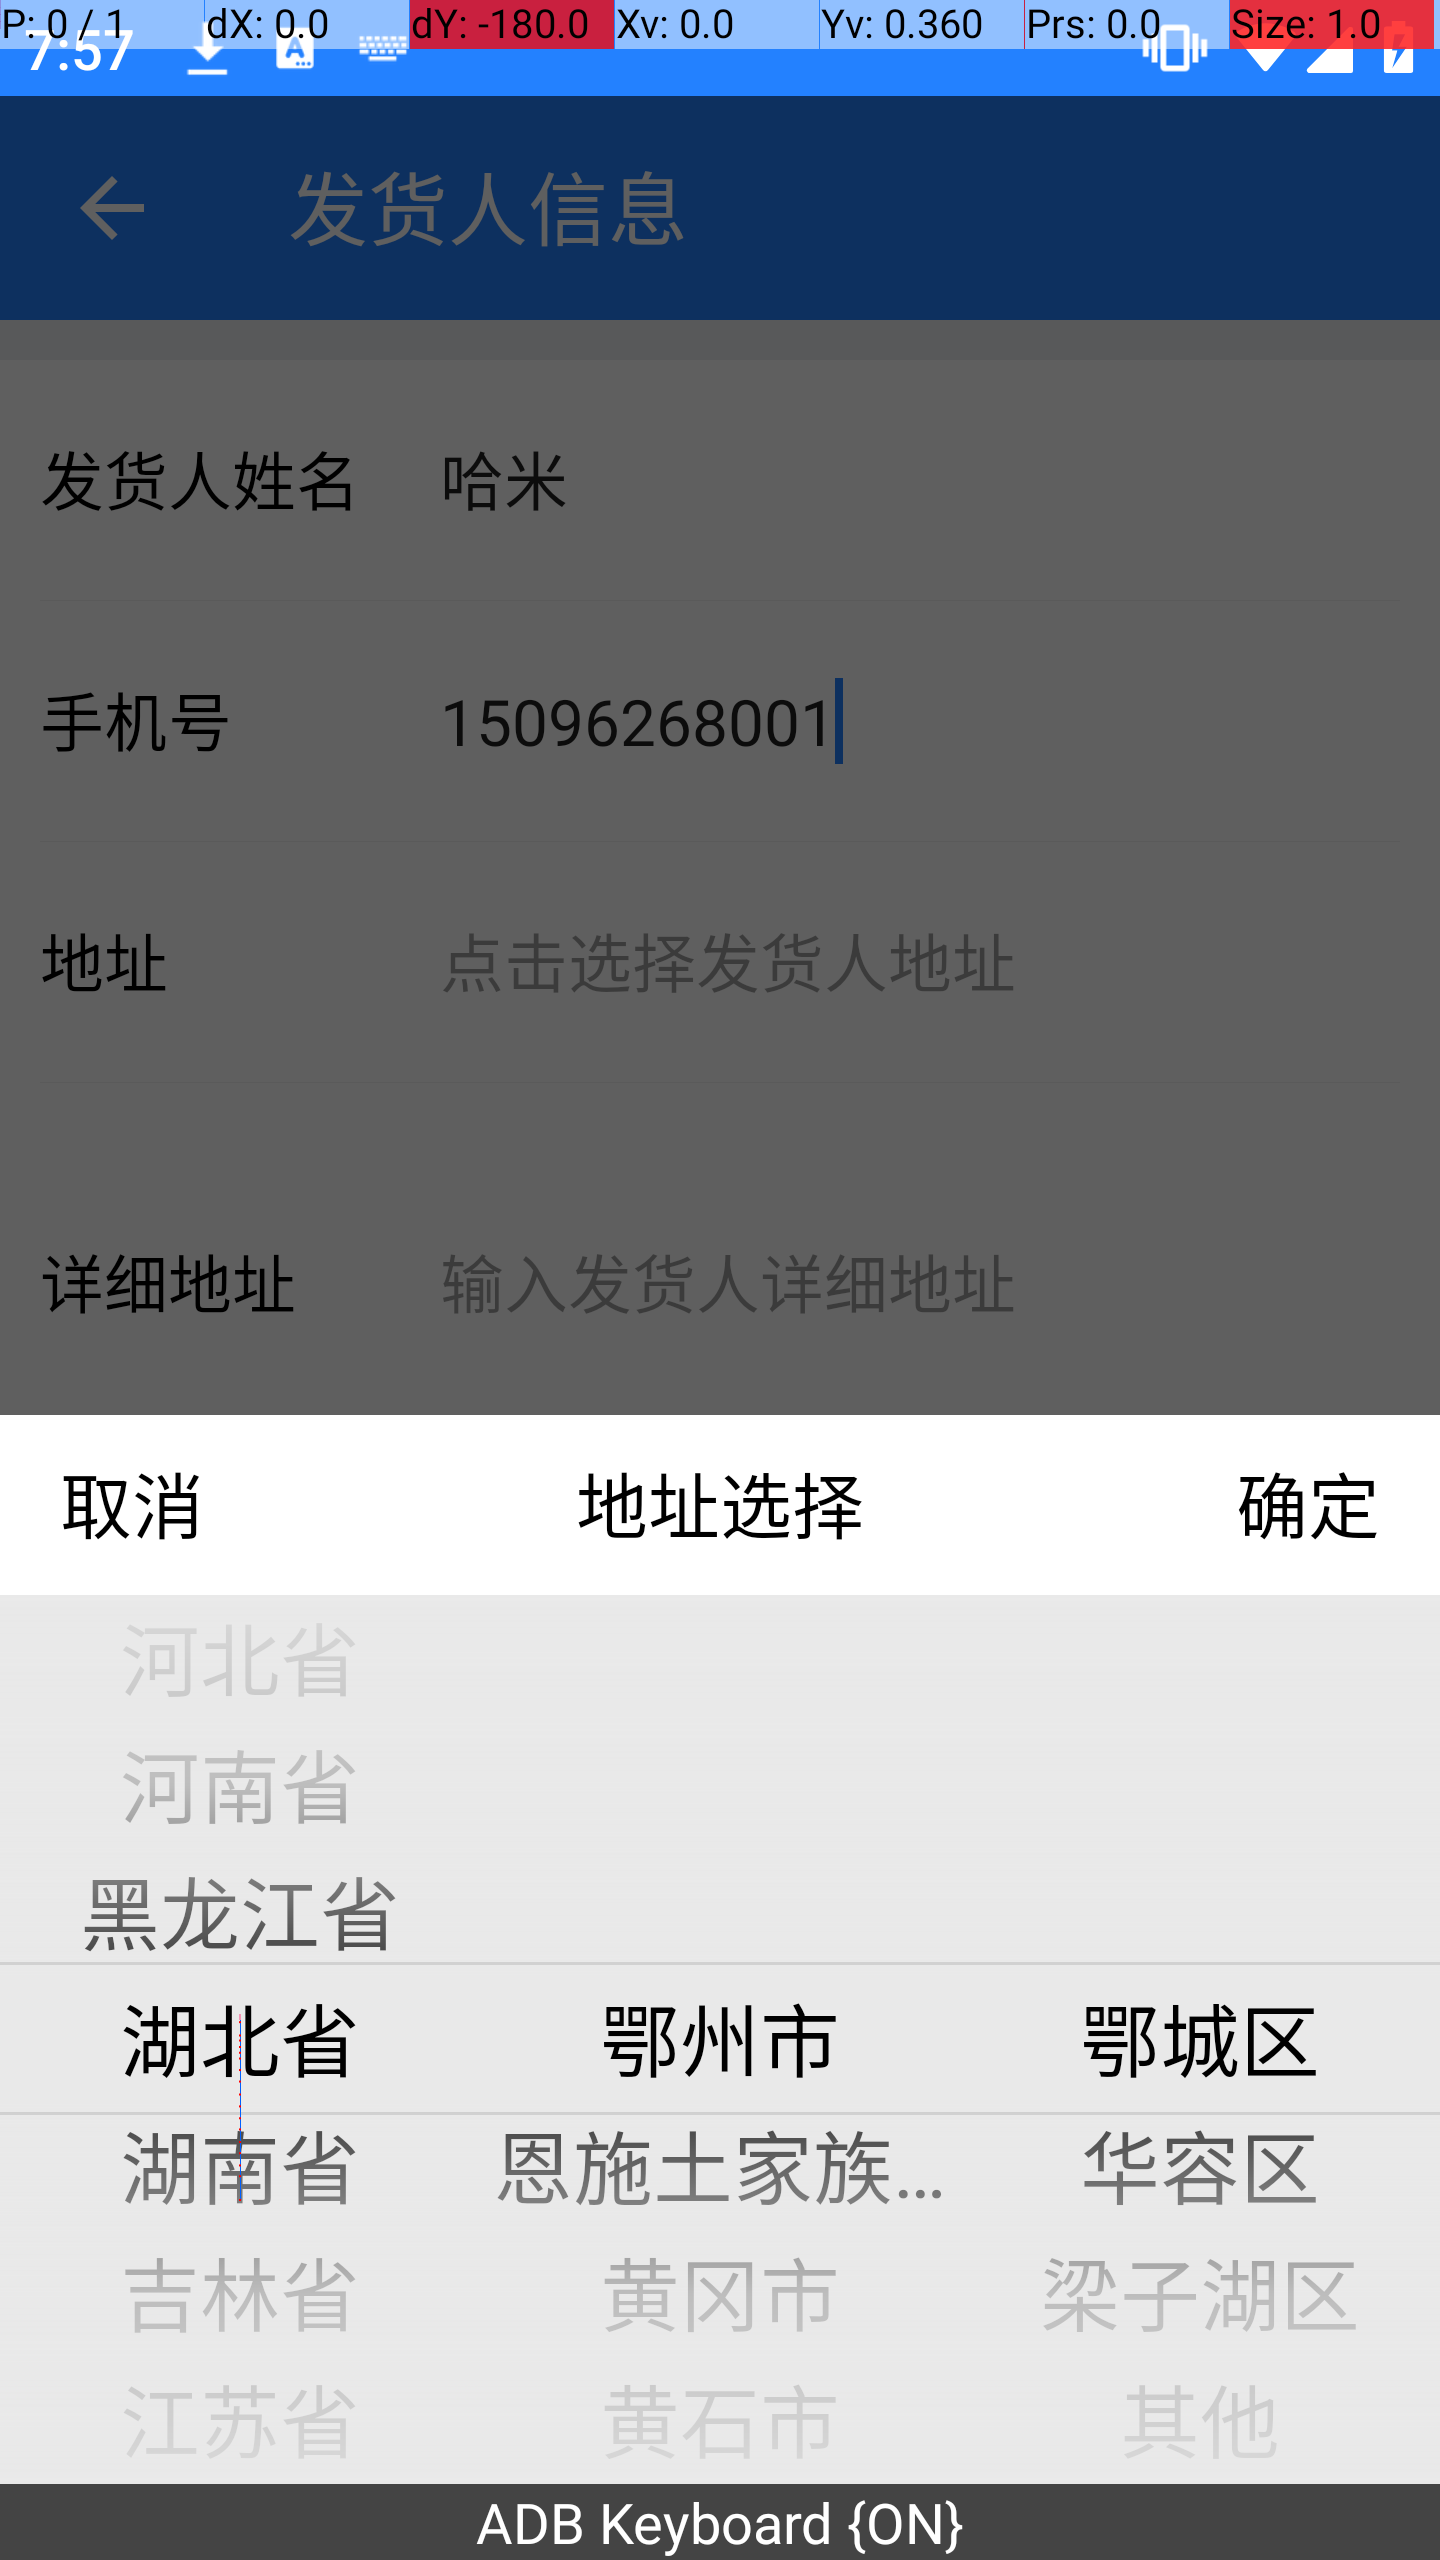 P: 0 / 1 dX: 0.0 dY: -180.0 Xv: 0.0 Yv: 0.360 Prs: 0.0 Size: 1.0
7:57
发货人信息
发货人姓名 哈米
手机号 15096268001
地址 点击选择发货人地址
详细地址 输入发货人详细地址
取消 地址选择 确定
河北省
河南省
黑龙江省
湖北省 鄂州市 鄂城区
湖南省 恩施土家族... 华容区
吉林省 黄冈市 梁子湖区
江苏省 黄石市 其他
ADB Keyboard {ON}